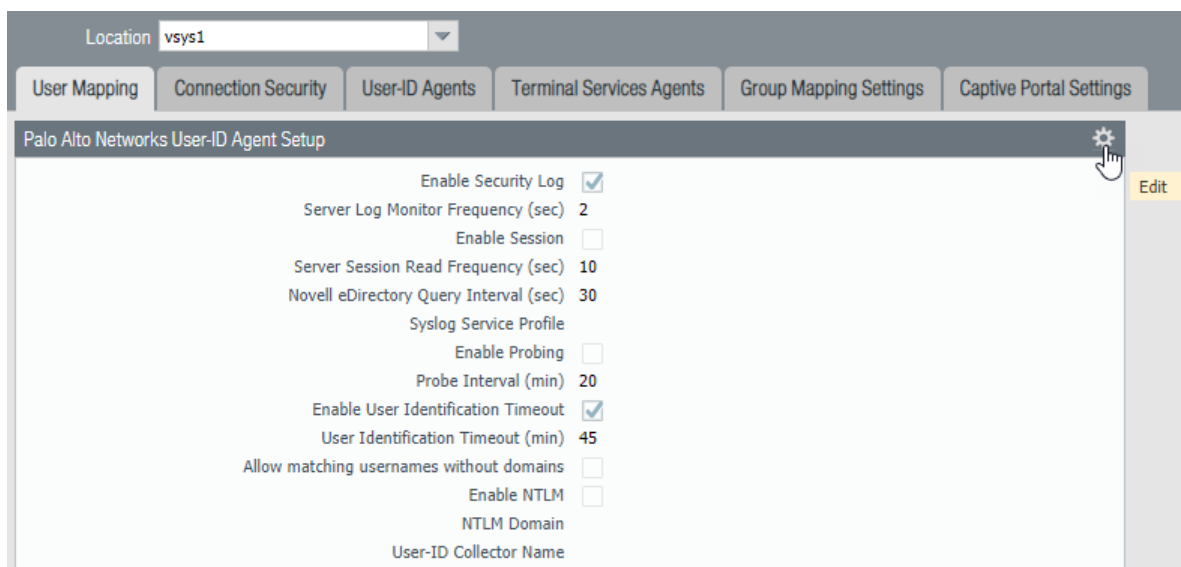 Location vsys1
User Mapping Connection Security User-ID Agents Terminal Services Agents Group Mapping Settings Captive Portal Settings
Palo Alto Networks User-ID Agent Setup
Edit
Enable Security Log
Server Log Monitor Frequency (sec) 2
Enable Session
Server Session Read Frequency (sec) 10
Novell eDirectory Query Interval (sec) 30
Syslog Service Profile
Enable Probing
Probe Interval (min) 20
Enable User Identification Timeout
User Identification Timeout (min) 45
Allow matching usernames without domains
Enable NTLM
NTLM Domain
User-ID Collector Name